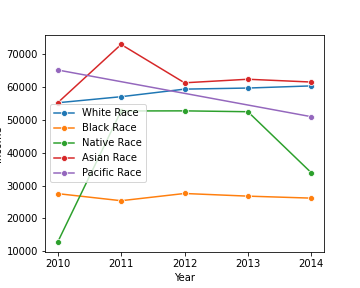 70000
60000
50000
40000
30000
20000
10000
White Race
Black Race
Native Race
Asian Race
Pacific Race
2010 2011 2012 2013 2014
Year